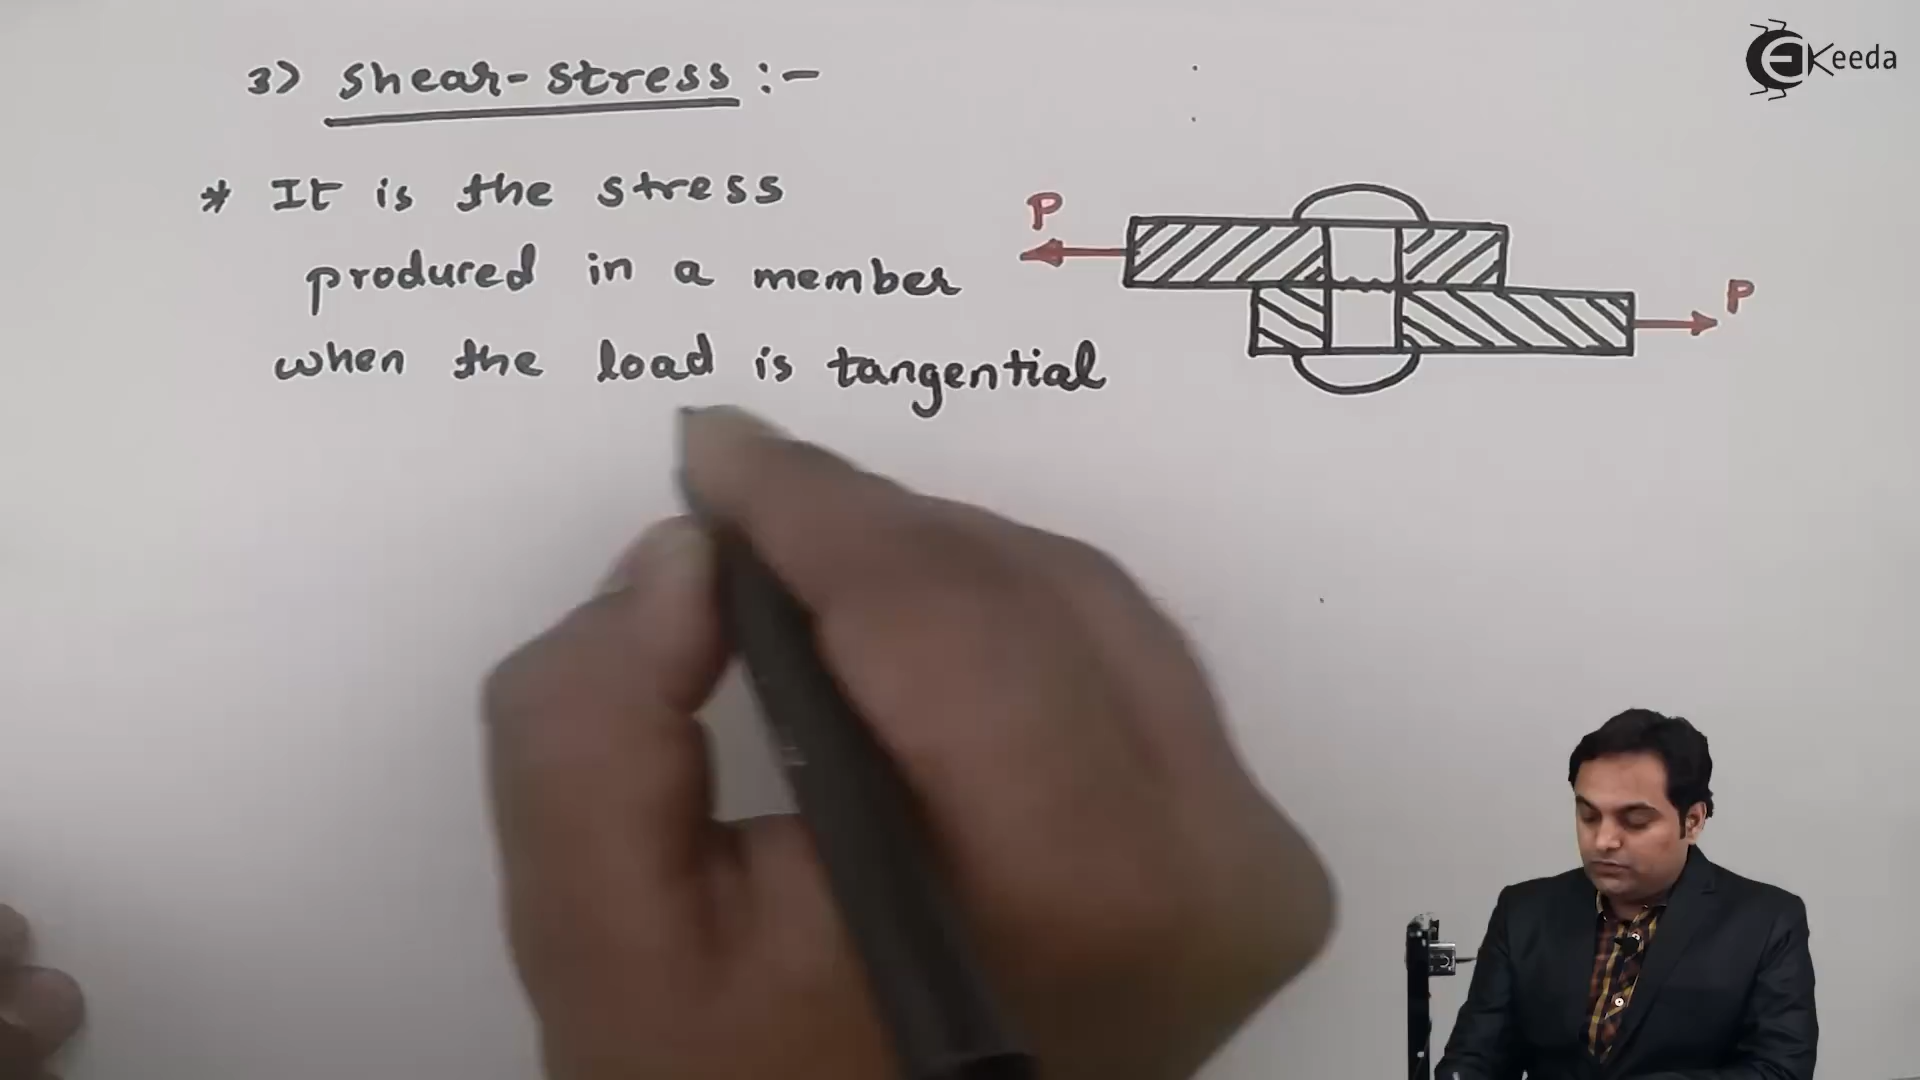 3) shear-stress :-
* It is the stress
produced in a member
when the load is tangential
P
P
Keeda